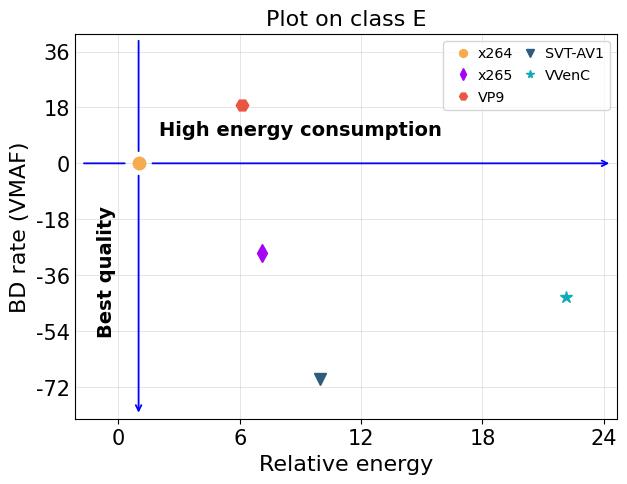 Plot on class E
x264
SVT-AV1
x265
VVenC
VP9
High energy consumption
Best quality
BD rate (VMAF)
36
18
0
-18
-36
-54
-72
0
6
12
18
24
Relative energy